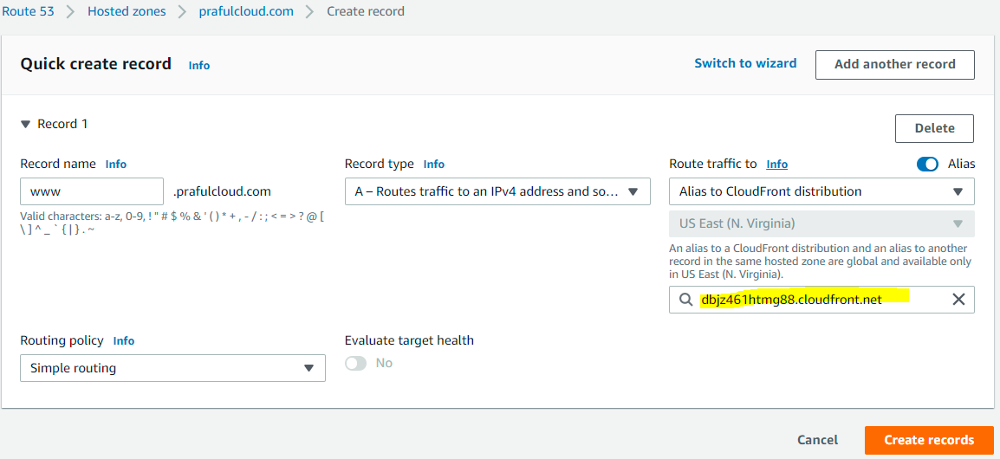 Route 53 > Hosted zones > prafulcloud.com > Create record
Quick create record Info
Switch to wizard
Add another record
Record 1
Delete
Record name Info
Record type Info
Route traffic to Info
Alias
www
.prafulcloud.com
A – Routes traffic to an IPv4 address and so...
Alias to CloudFront distribution
Valid characters: a-z, 0-9, ! " # $ % & ' ( ) * + , - / : ; < = > ? @ [
\ ] ^ _ ` { | } . ~
US East (N. Virginia)
An alias to a CloudFront distribution and an alias to another
record in the same hosted zone are global and available only
in US East (N. Virginia).
dbjz461htmg88.cloudfront.net
Routing policy Info
Evaluate target health
Simple routing
No
Cancel
Create records